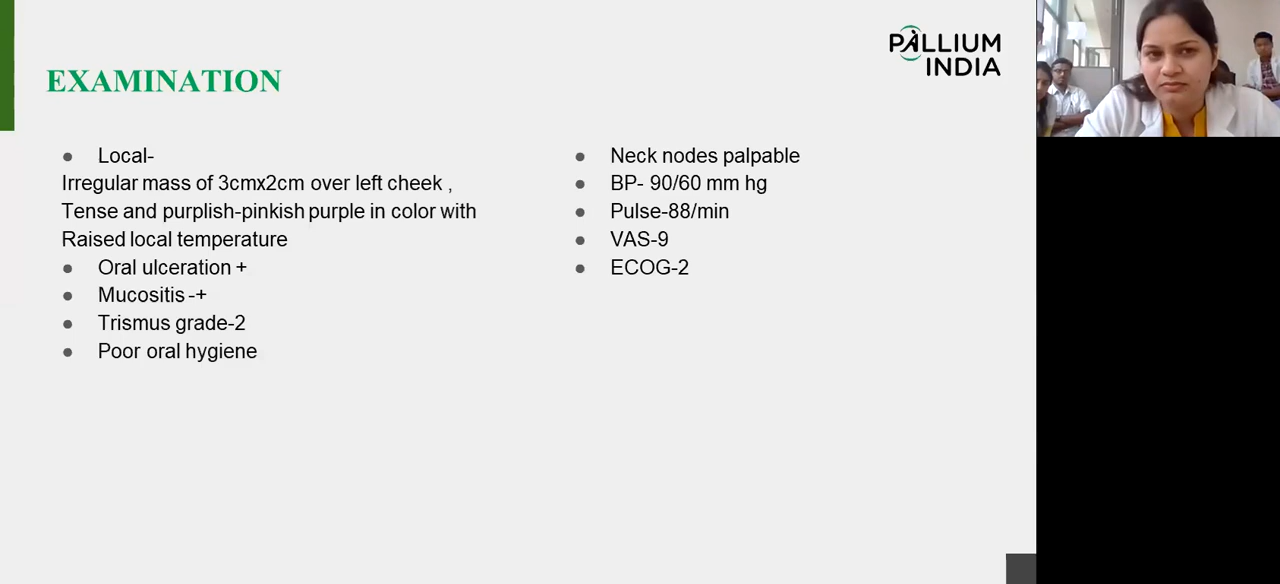 PALLIUM
INDIA
EXAMINATION
● Local-
Irregular mass of 3cmx2cm over left cheek ,
Tense and purplish-pinkish purple in color with
Raised local temperature
● Oral ulceration +
● Mucositis -+
● Trismus grade-2
● Poor oral hygiene
● Neck nodes palpable
● BP- 90/60 mm hg
● Pulse-88/min
● VAS-9
● ECOG-2